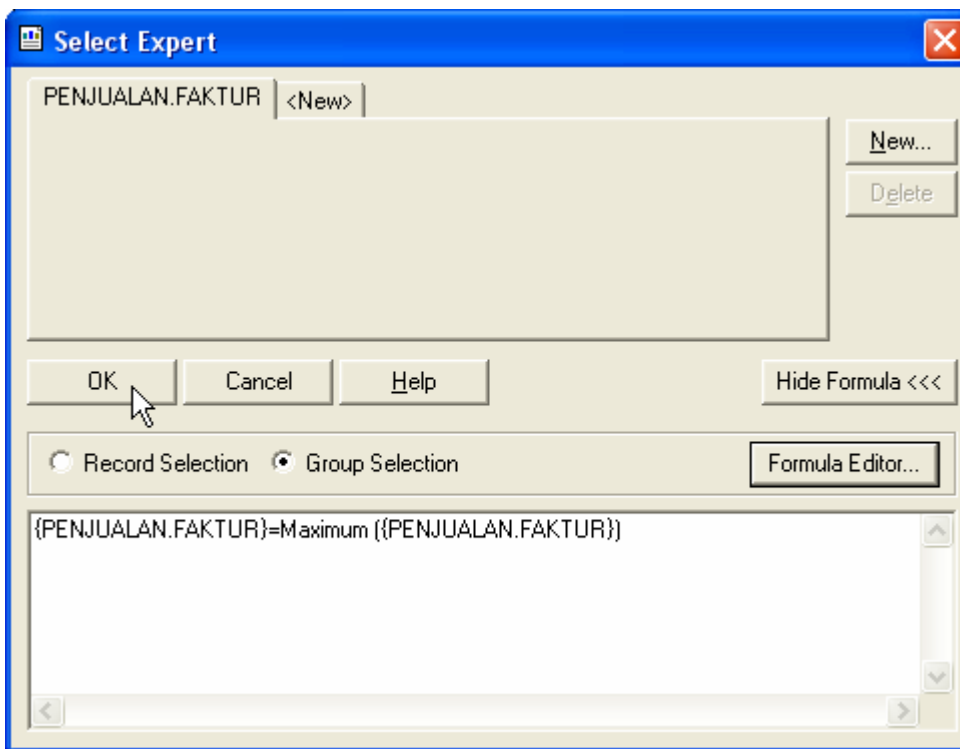 Select Expert
PENJUALAN.FAKTUR <New>
New...
Delete
OK Cancel Help Hide Formula <<<
Record Selection Group Selection Formula Editor...
{PENJUALAN.FAKTUR}=Maximum ({PENJUALAN.FAKTUR})